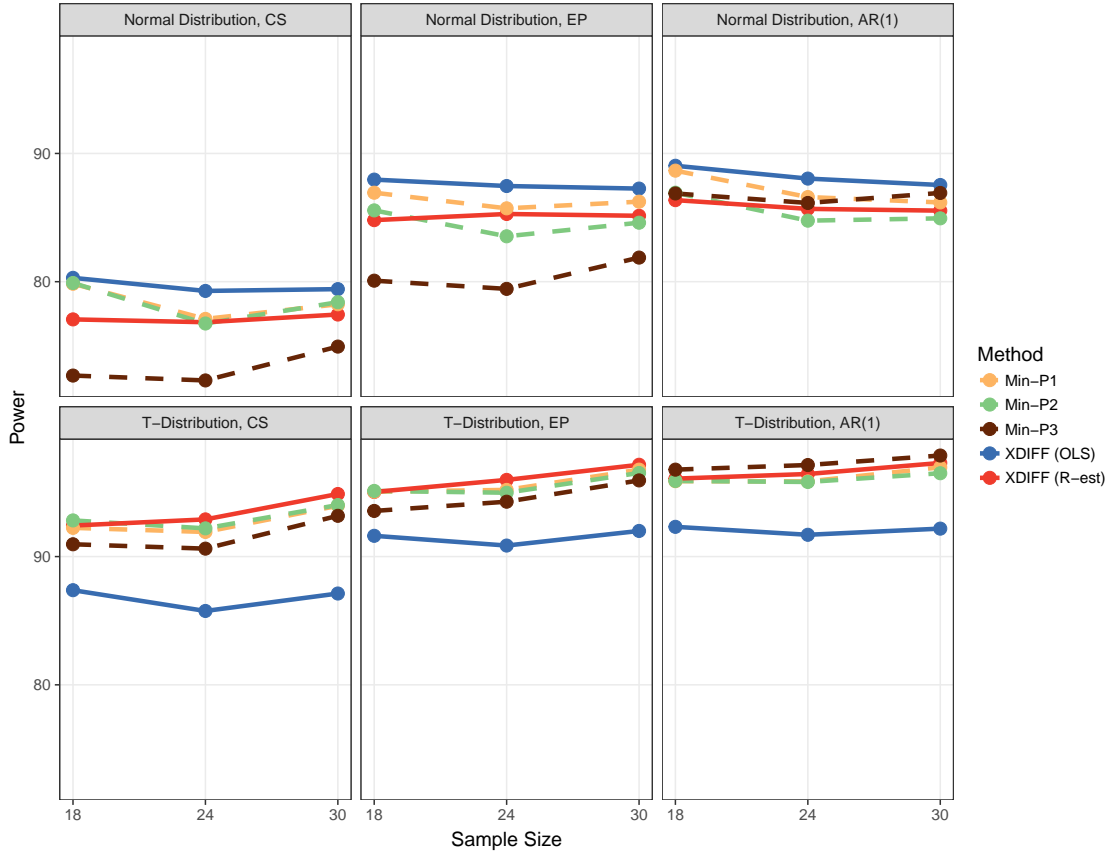 Normal Distribution, CS
Normal Distribution, EP
Normal Distribution, AR(1)
90
80
T−Distribution, CS
T−Distribution, EP
T−Distribution, AR(1)
90
80
18
24
30
18
24
30
18
24
30
Power
Sample Size
Method
Min−P1
Min−P2
Min−P3
XDIFF (OLS)
XDIFF (R−est)